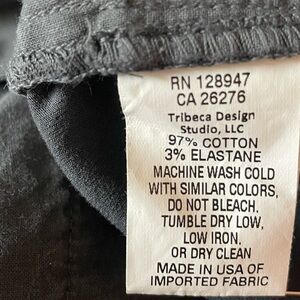 RN 128947
CA 26276
Tribeca Design
Studio, LLC
97% COTTON
3% ELASTANE
MACHINE WASH COLD
WITH SIMILAR COLORS,
DO NOT BLEACH,
TUMBLE DRY LOW,
LOW IRON,
OR DRY CLEAN
MADE IN USA OF
IMPORTED FABRIC